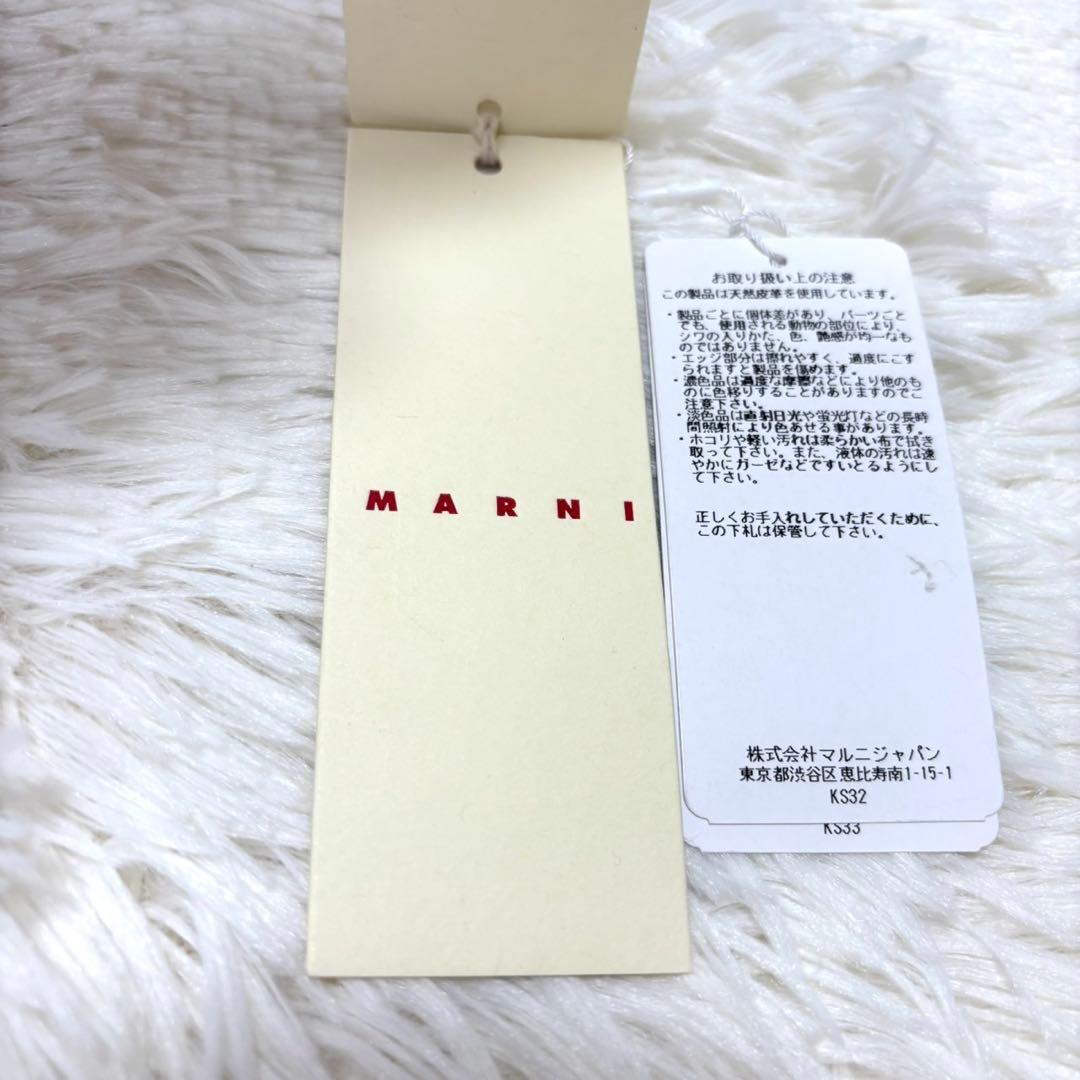 MARNI
お取り扱い上の注意
この製品は天然皮革を使用しています。
・製品ごとに個体差があり、パーツごと
でも、使用される動物の部位により、
シワの入りかた、色、艶感が均一なも
のではありません。
・エッジ部分は擦れやすく、過度にこす
られますと製品を傷めます。
・濃色品は過度な摩擦などにより他のも
のに色移りすることがありますのでご
注意下さい。
・淡色品は直射日光や蛍光灯などの長時
間照射により色あせる事があります。
・ホコリや軽い汚れは柔らかい布で拭き
取って下さい。また、液体の汚れは速
やかにガーゼなどですいとるようにし
て下さい。
正しくお手入れしていただくために、
この下札は保管して下さい。
株式会社マルニジャパン
東京都渋谷区恵比寿南1-15-1
KS32
KS33